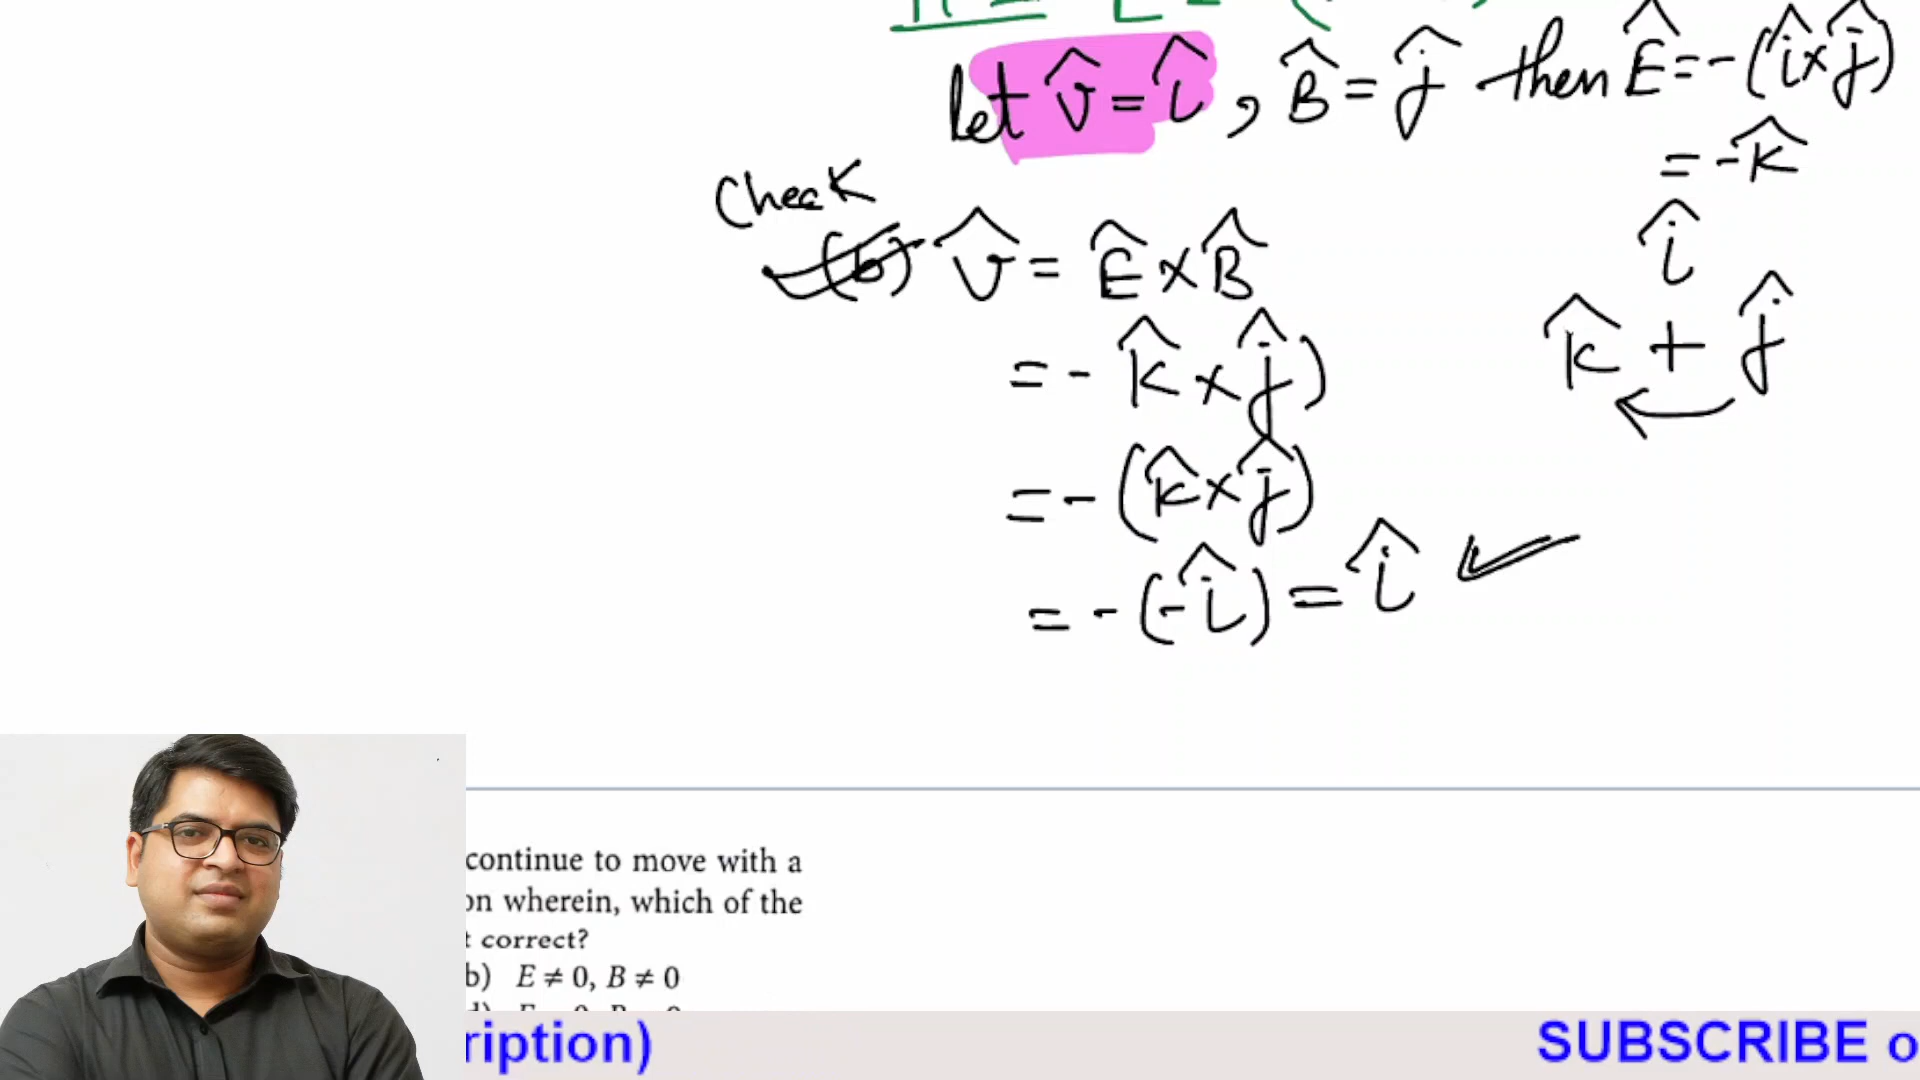 let v̂ = î , B̂ = ĵ then Ê = -(î × ĵ)
= -k̂
Check
(b) v̂ = Ê × B̂
= - k̂ × ĵ)
= - (k̂ × ĵ)
= - (-î) = î
î
k̂ + ĵ
continue to move with a
on wherein, which of the
t correct?
b) E ≠ 0, B ≠ 0
ription) SUBSCRIBE o